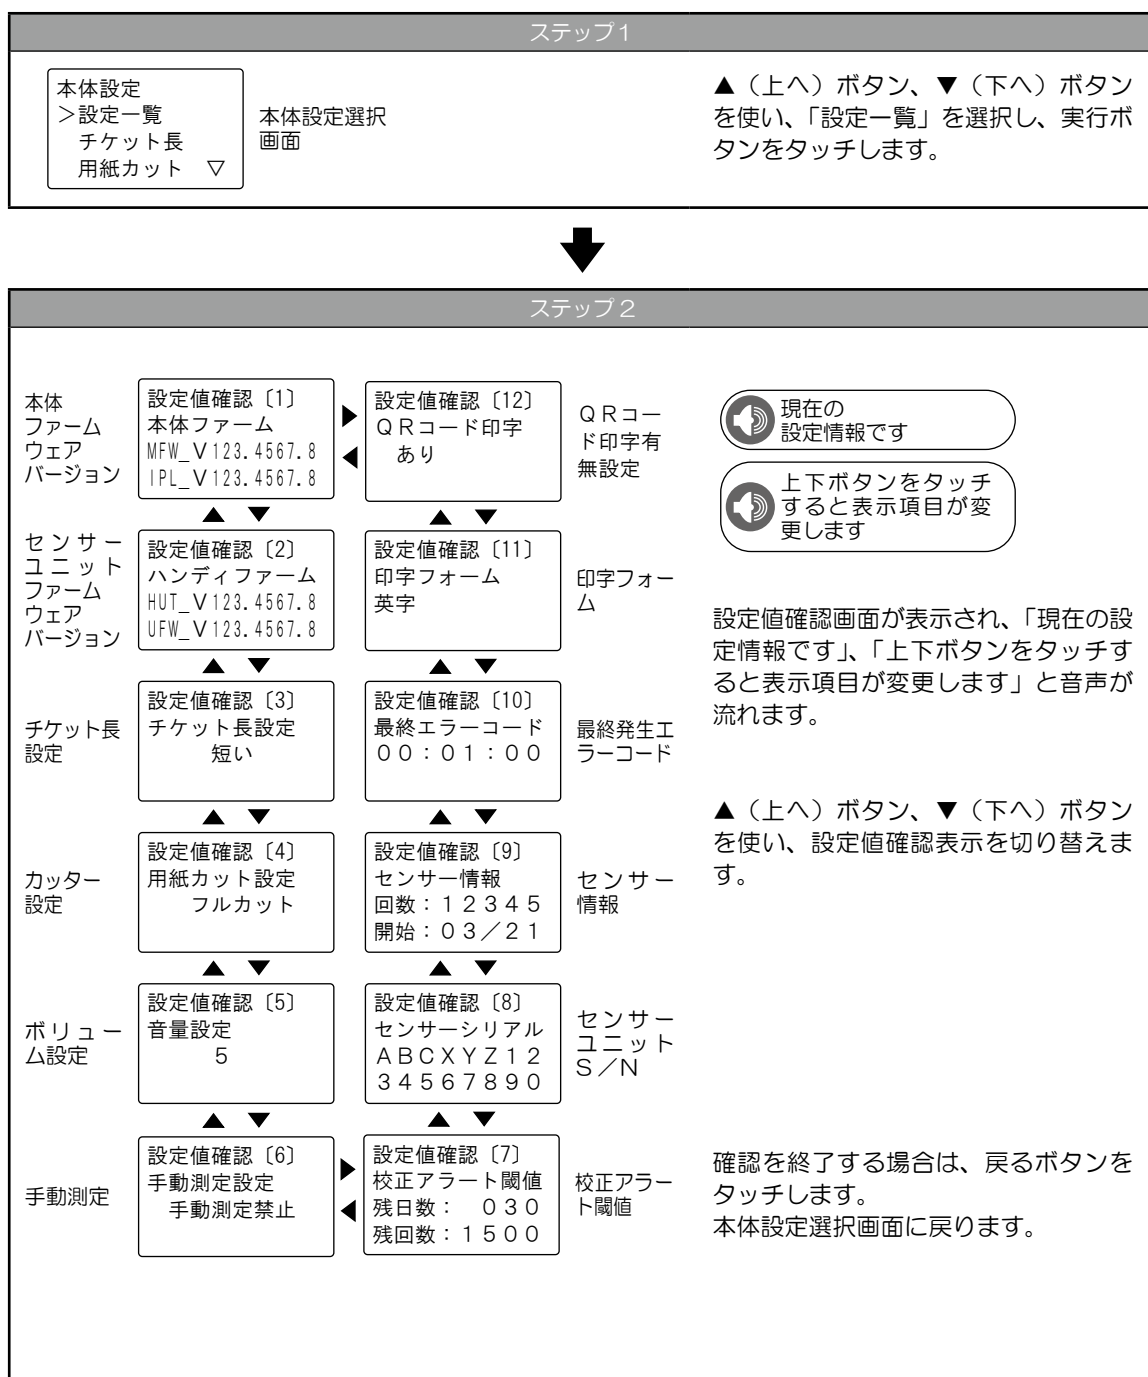 ステップ1
本体設定
＞設定一覧
チケット長
用紙カット ▽
本体設定選択
画面
▲（上へ）ボタン、▼（下へ）ボタン
を使い、「設定一覧」を選択し、実行ボ
タンをタッチします。
ステップ2
本体
ファーム
ウェア
バージョン
設定値確認〔1〕
本体ファーム
MFW_V123.4567.8
IPL_V123.4567.8
設定値確認〔12〕
ＱＲコード印字
あり
ＱＲコー
ド印字有
無設定
センサー
ユニット
ファーム
ウェア
バージョン
設定値確認〔2〕
ハンディファーム
HUT_V123.4567.8
UFW_V123.4567.8
設定値確認〔11〕
印字フォーム
英字
印字フォー
ム
チケット長
設定
設定値確認〔3〕
チケット長設定
短い
設定値確認〔10〕
最終エラーコード
００：０１：００
最終発生エ
ラーコード
カッター
設定
設定値確認〔4〕
用紙カット設定
フルカット
設定値確認〔9〕
センサー情報
回数：１２３４５
開始：０３／２１
センサー
情報
ボリュー
ム設定
設定値確認〔5〕
音量設定
5
設定値確認〔8〕
センサーシリアル
ＡＢＣＸＹＺ１２
３４５６７８９０
センサー
ユニット
Ｓ／Ｎ
手動測定
設定値確認〔6〕
手動測定設定
手動測定禁止
設定値確認〔7〕
校正アラート閾値
残日数：　０３０
残回数：１５００
校正アラー
ト閾値
現在の
設定情報です
上下ボタンをタッチ
すると表示項目が変
更します
設定値確認画面が表示され、「現在の設
定情報です」、「上下ボタンをタッチす
ると表示項目が変更します」と音声が
流れます。
▲（上へ）ボタン、▼（下へ）ボタン
を使い、設定値確認表示を切り替えま
す。
確認を終了する場合は、戻るボタンを
タッチします。
本体設定選択画面に戻ります。